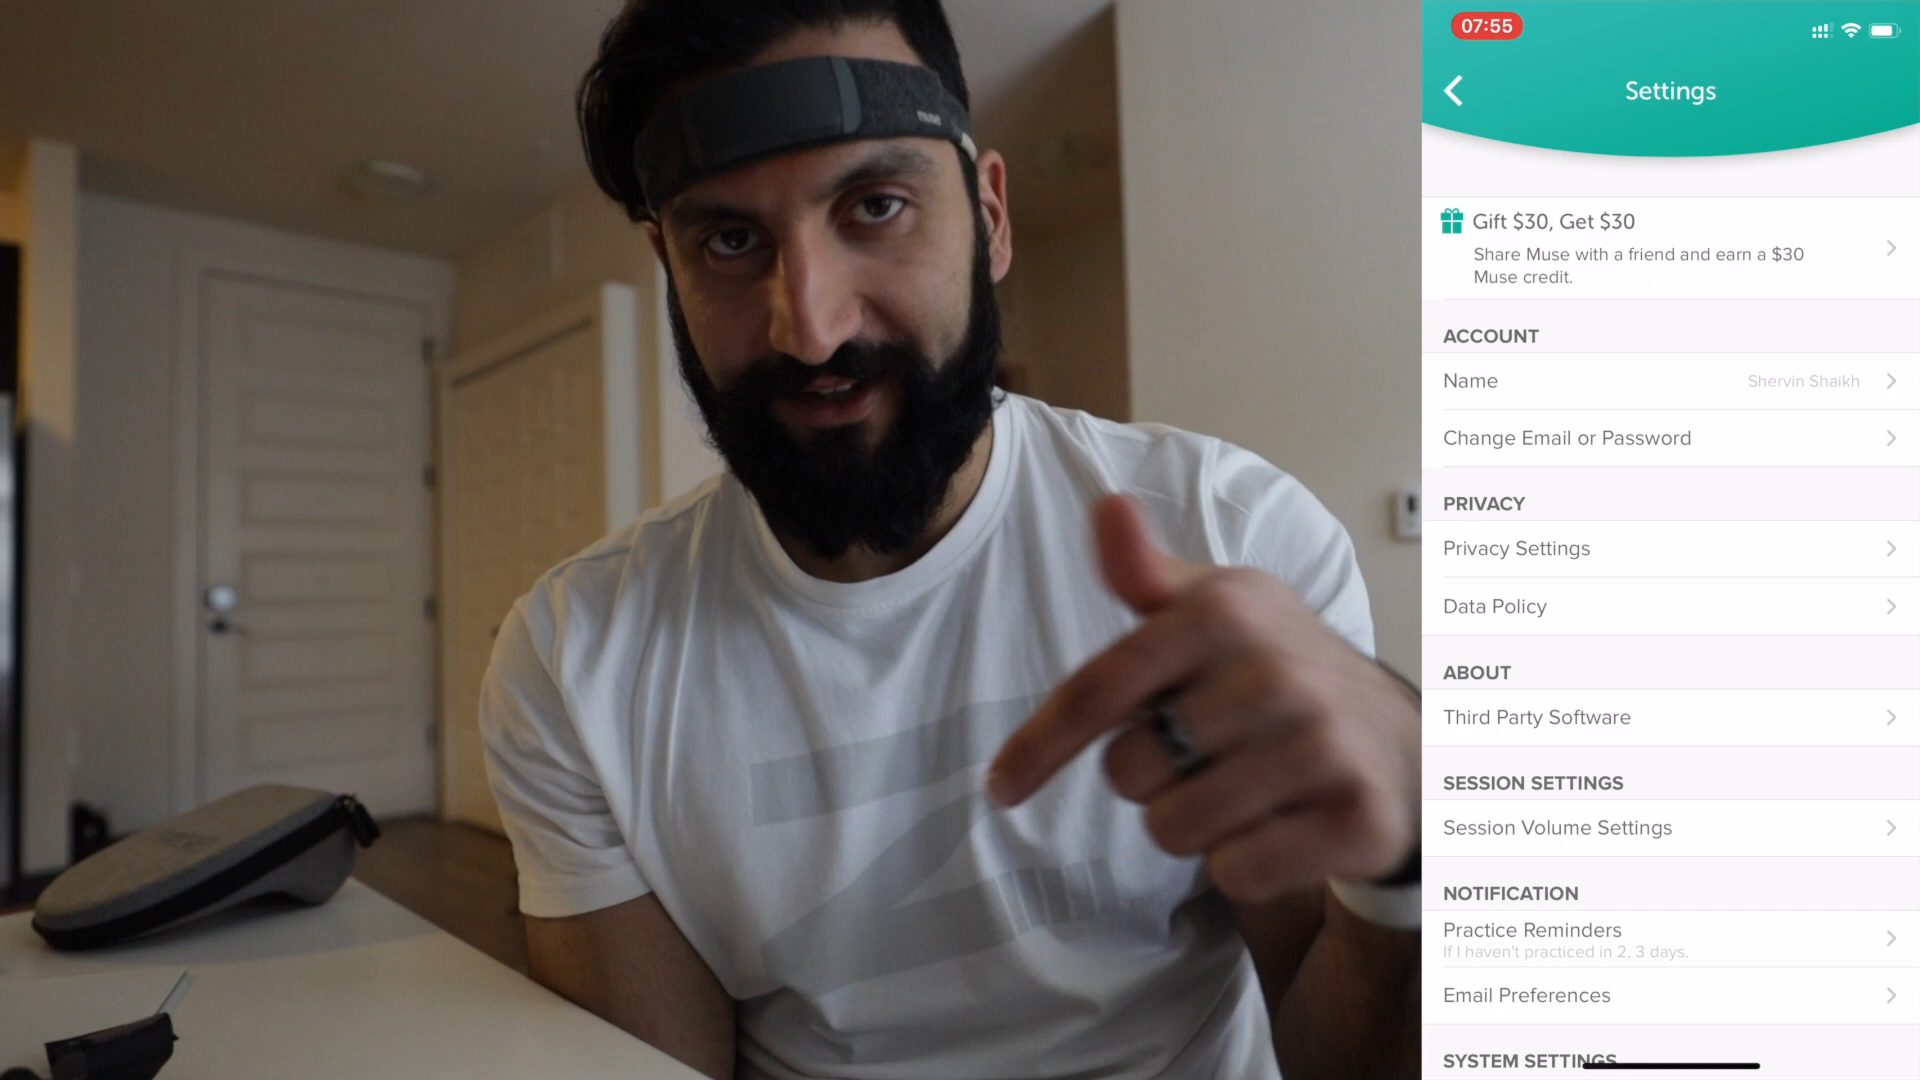 muse
07:55
Settings
Gift $30, Get $30
Share Muse with a friend and earn a $30
Muse credit.
ACCOUNT
Name
Shervin Shaikh
Change Email or Password
PRIVACY
Privacy Settings
Data Policy
ABOUT
Third Party Software
SESSION SETTINGS
Session Volume Settings
NOTIFICATION
Practice Reminders
If I haven't practiced in 2, 3 days.
Email Preferences
SYSTEM SETTINGS